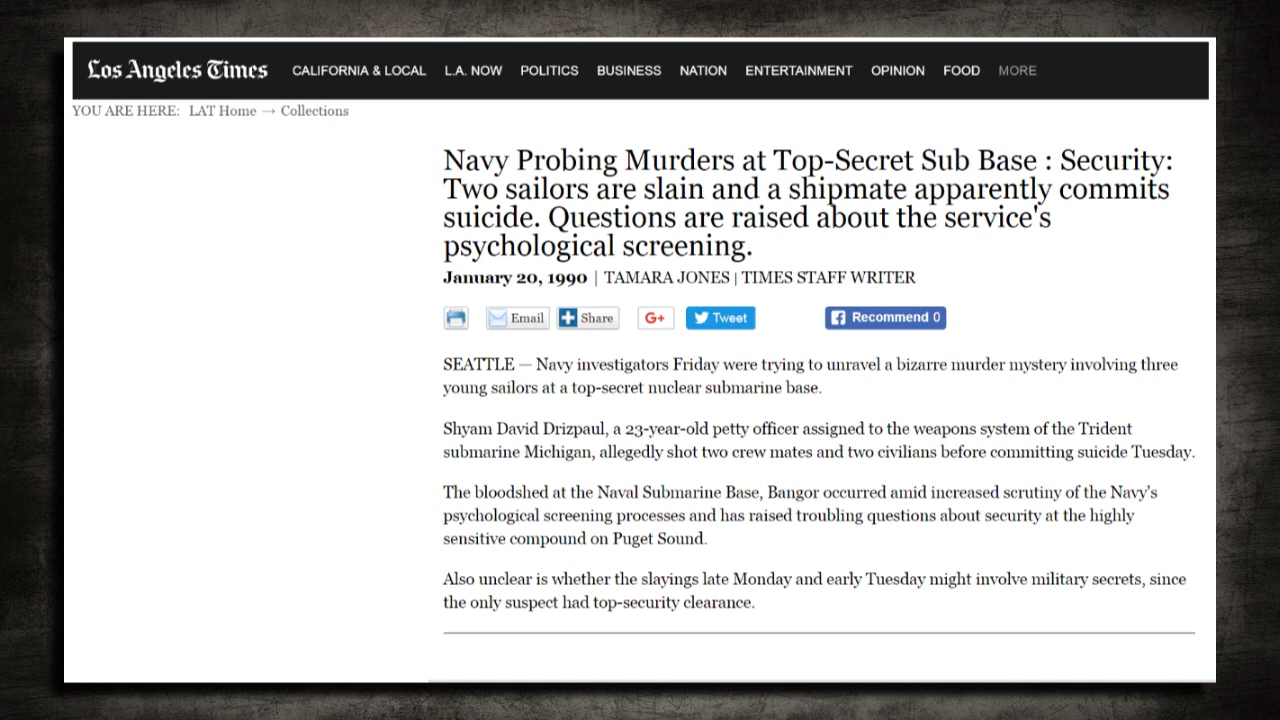 Los Angeles Times CALIFORNIA & LOCAL L.A. NOW POLITICS BUSINESS NATION ENTERTAINMENT OPINION FOOD MORE
YOU ARE HERE: LAT Home → Collections
Navy Probing Murders at Top-Secret Sub Base : Security:
Two sailors are slain and a shipmate apparently commits
suicide. Questions are raised about the service's
psychological screening.
January 20, 1990 | TAMARA JONES | TIMES STAFF WRITER
Email Share G+ Tweet Recommend 0
SEATTLE — Navy investigators Friday were trying to unravel a bizarre murder mystery involving three
young sailors at a top-secret nuclear submarine base.
Shyam David Drizpaul, a 23-year-old petty officer assigned to the weapons system of the Trident
submarine Michigan, allegedly shot two crew mates and two civilians before committing suicide Tuesday.
The bloodshed at the Naval Submarine Base, Bangor occurred amid increased scrutiny of the Navy's
psychological screening processes and has raised troubling questions about security at the highly
sensitive compound on Puget Sound.
Also unclear is whether the slayings late Monday and early Tuesday might involve military secrets, since
the only suspect had top-security clearance.